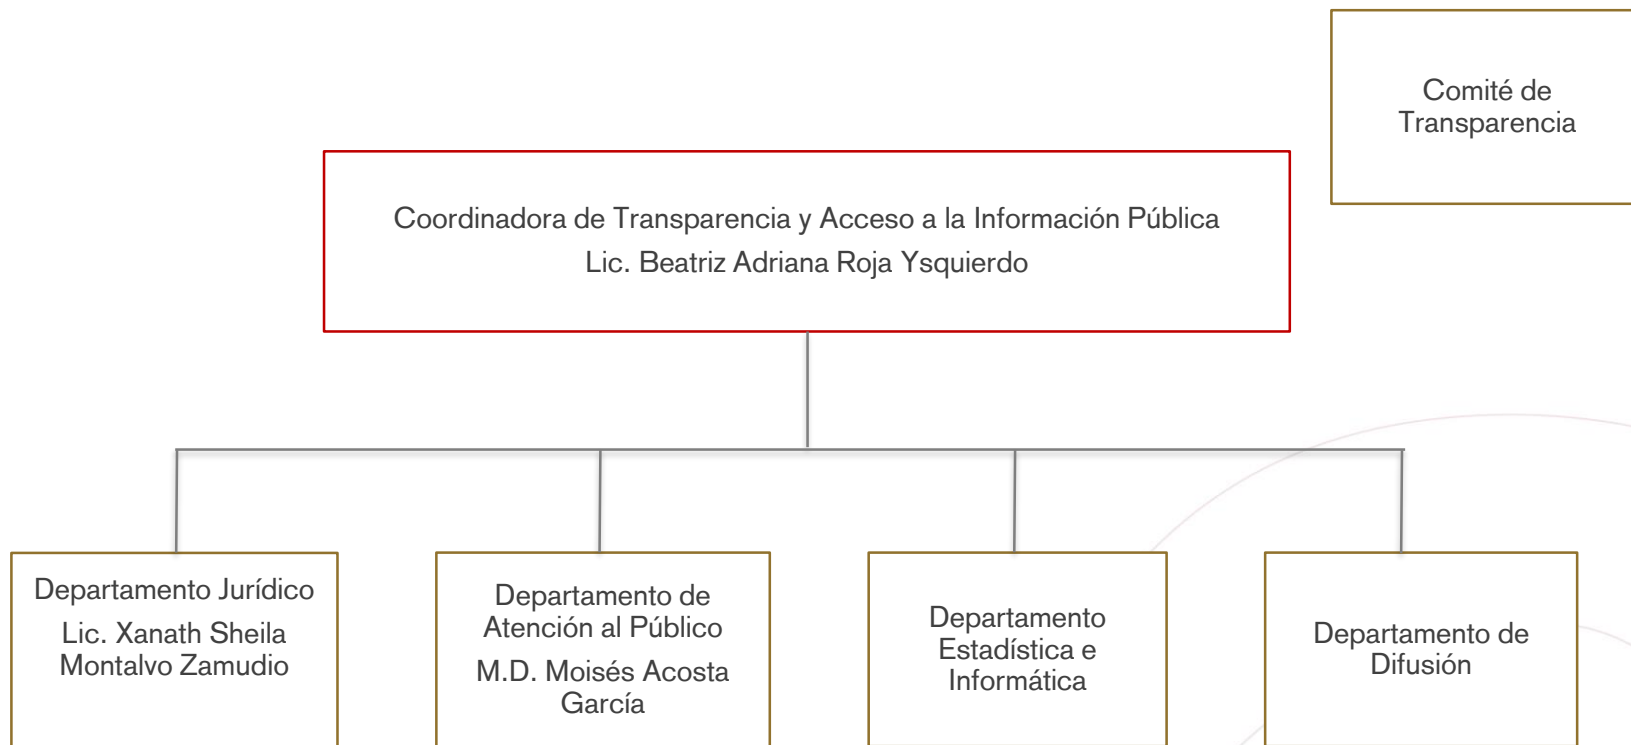 Comité de
Transparencia
Coordinadora de Transparencia y Acceso a la Información Pública
Lic. Beatriz Adriana Roja Ysquierdo
Departamento Jurídico
Lic. Xanath Sheila
Montalvo Zamudio
Departamento de
Atención al Público
M.D. Moisés Acosta
García
Departamento
Estadística e
Informática
Departamento de
Difusión